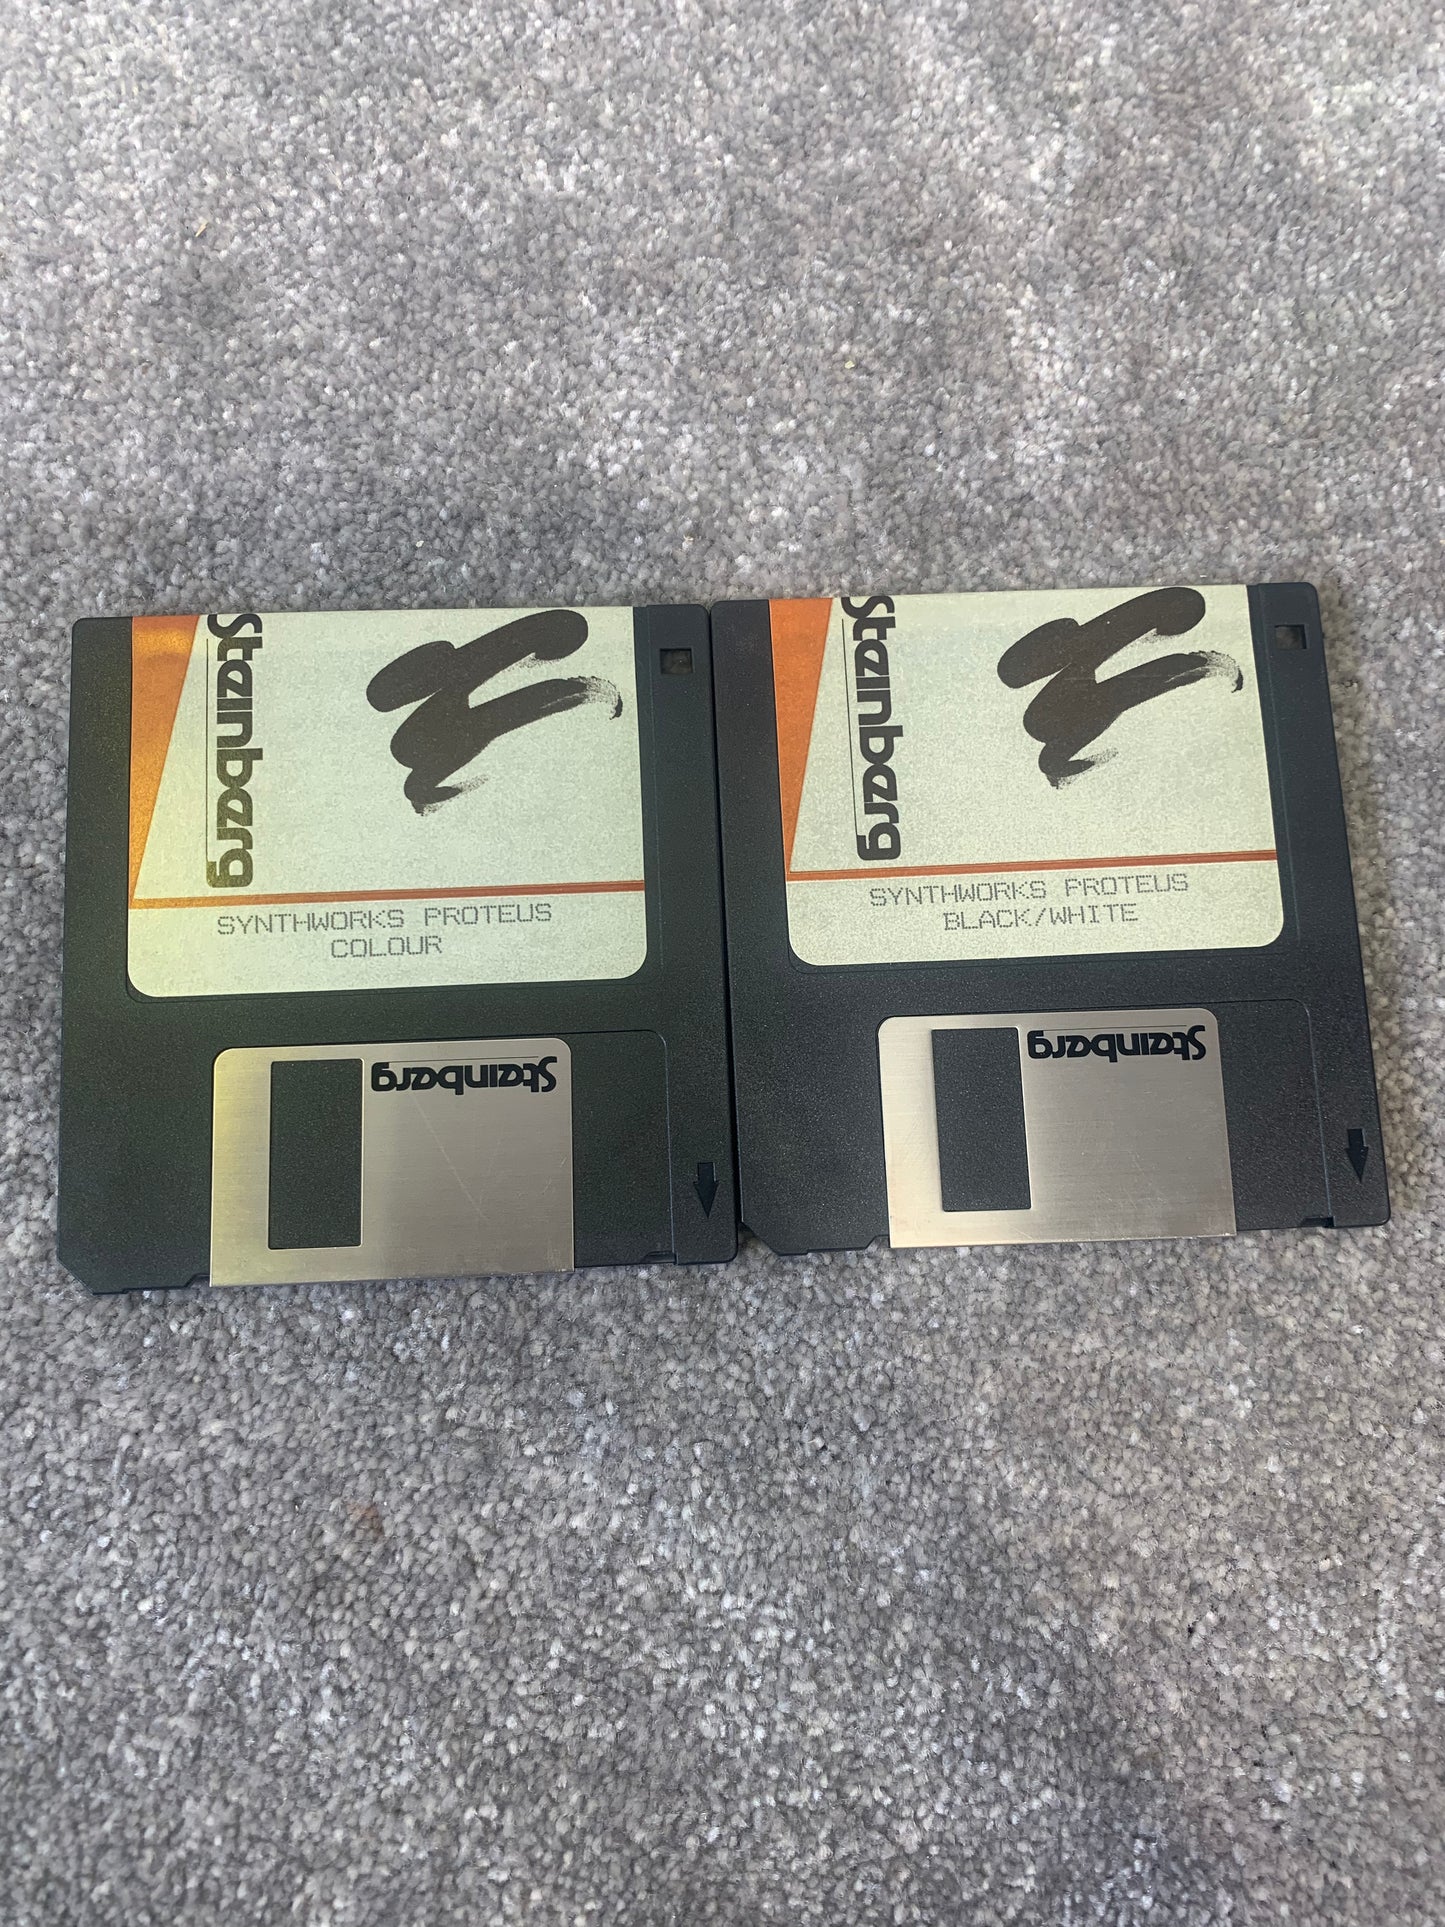 Steinberg
SYNTHWORKS PROTEUS
COLOUR
Steinberg
Steinberg
SYNTHWORKS PROTEUS
BLACK/WHITE
Steinberg